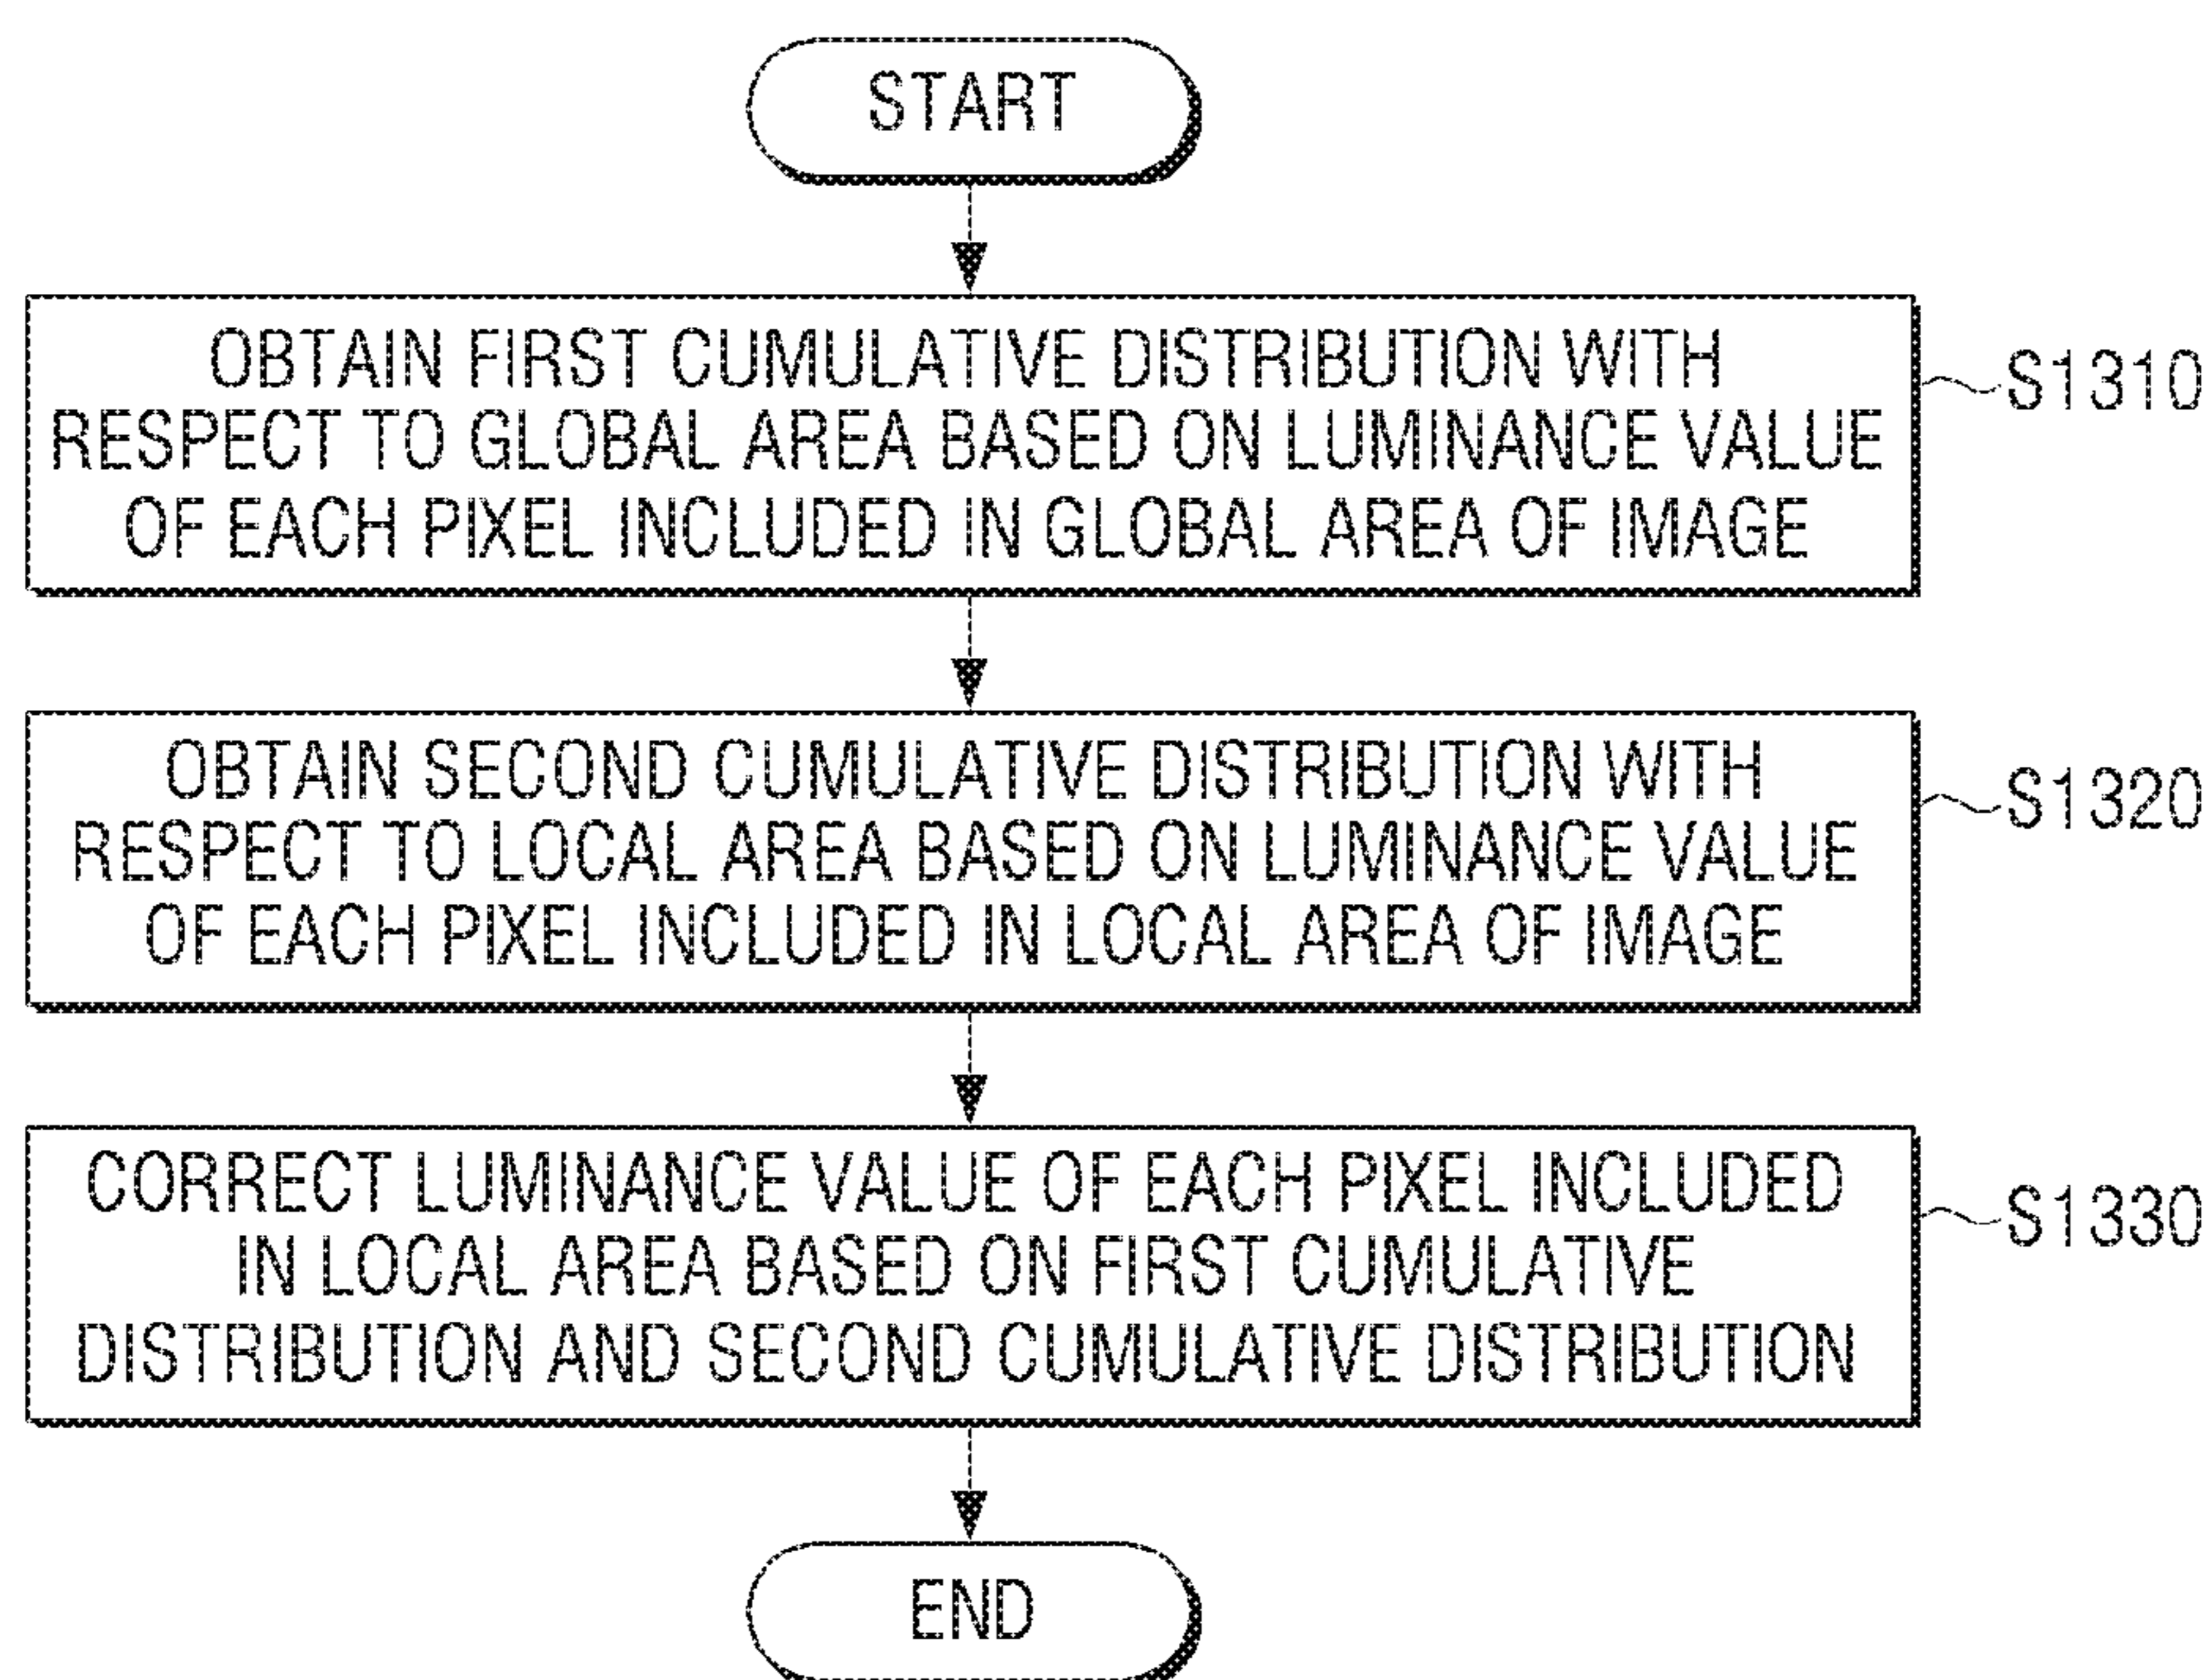 START
OBTAIN FIRST CUMULATIVE DISTRIBUTION WITH
RESPECT TO GLOBAL AREA BASED ON LUMINANCE VALUE
OF EACH PIXEL INCLUDED IN GLOBAL AREA OF IMAGE
S1310
OBTAIN SECOND CUMULATIVE DISTRIBUTION WITH
RESPECT TO LOCAL AREA BASED ON LUMINANCE VALUE
OF EACH PIXEL INCLUDED IN LOCAL AREA OF IMAGE
S1320
CORRECT LUMINANCE VALUE OF EACH PIXEL INCLUDED
IN LOCAL AREA BASED ON FIRST CUMULATIVE
DISTRIBUTION AND SECOND CUMULATIVE DISTRIBUTION
S1330
END